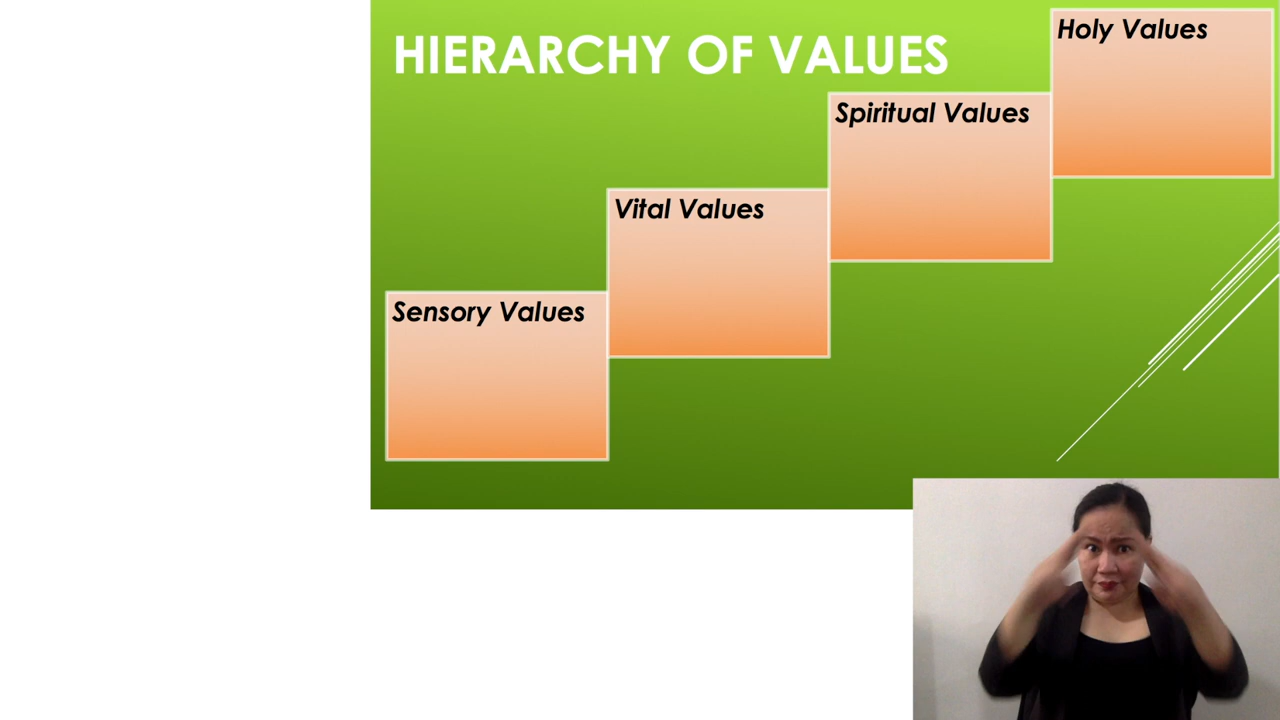 HIERARCHY OF VALUES
Holy Values
Spiritual Values
Vital Values
Sensory Values